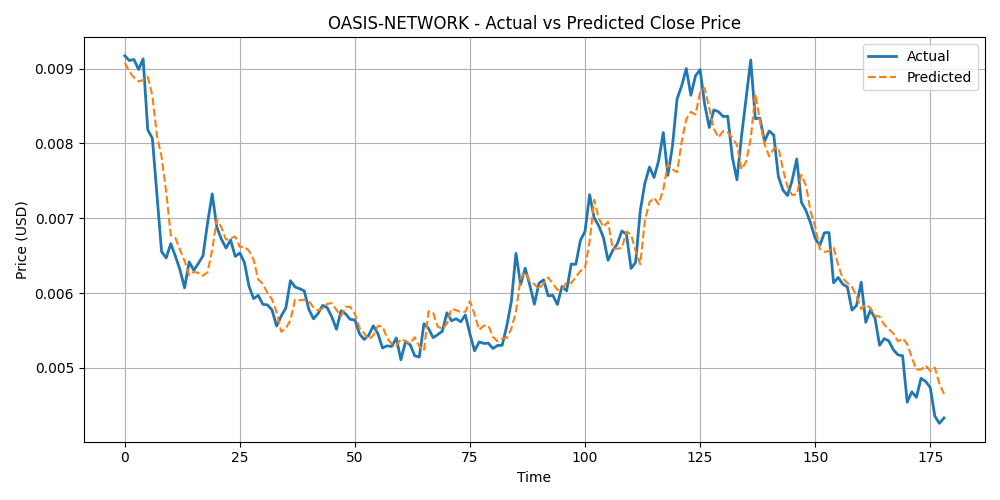 OASIS-NETWORK - Actual vs Predicted Close Price
Actual
Predicted
Price (USD)
0.009
0.008
0.007
0.006
0.005
0 25 50 75 100 125 150 175
Time